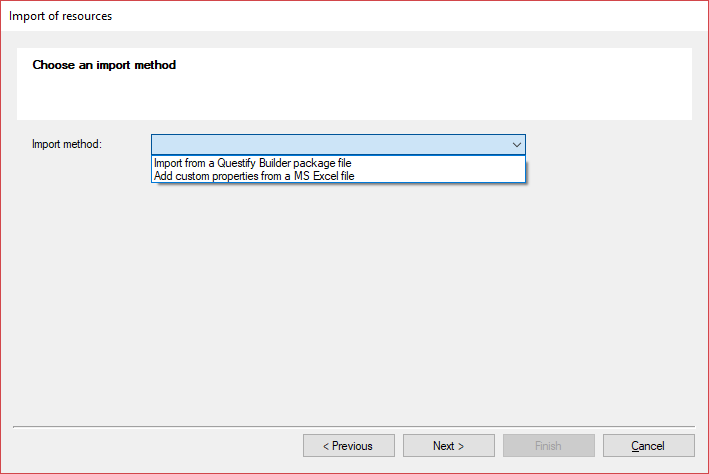 Import of resources
Choose an import method
Import method:
Import from a Questify Builder package file
Add custom properties from a MS Excel file
< Previous
Next >
Finish
Cancel